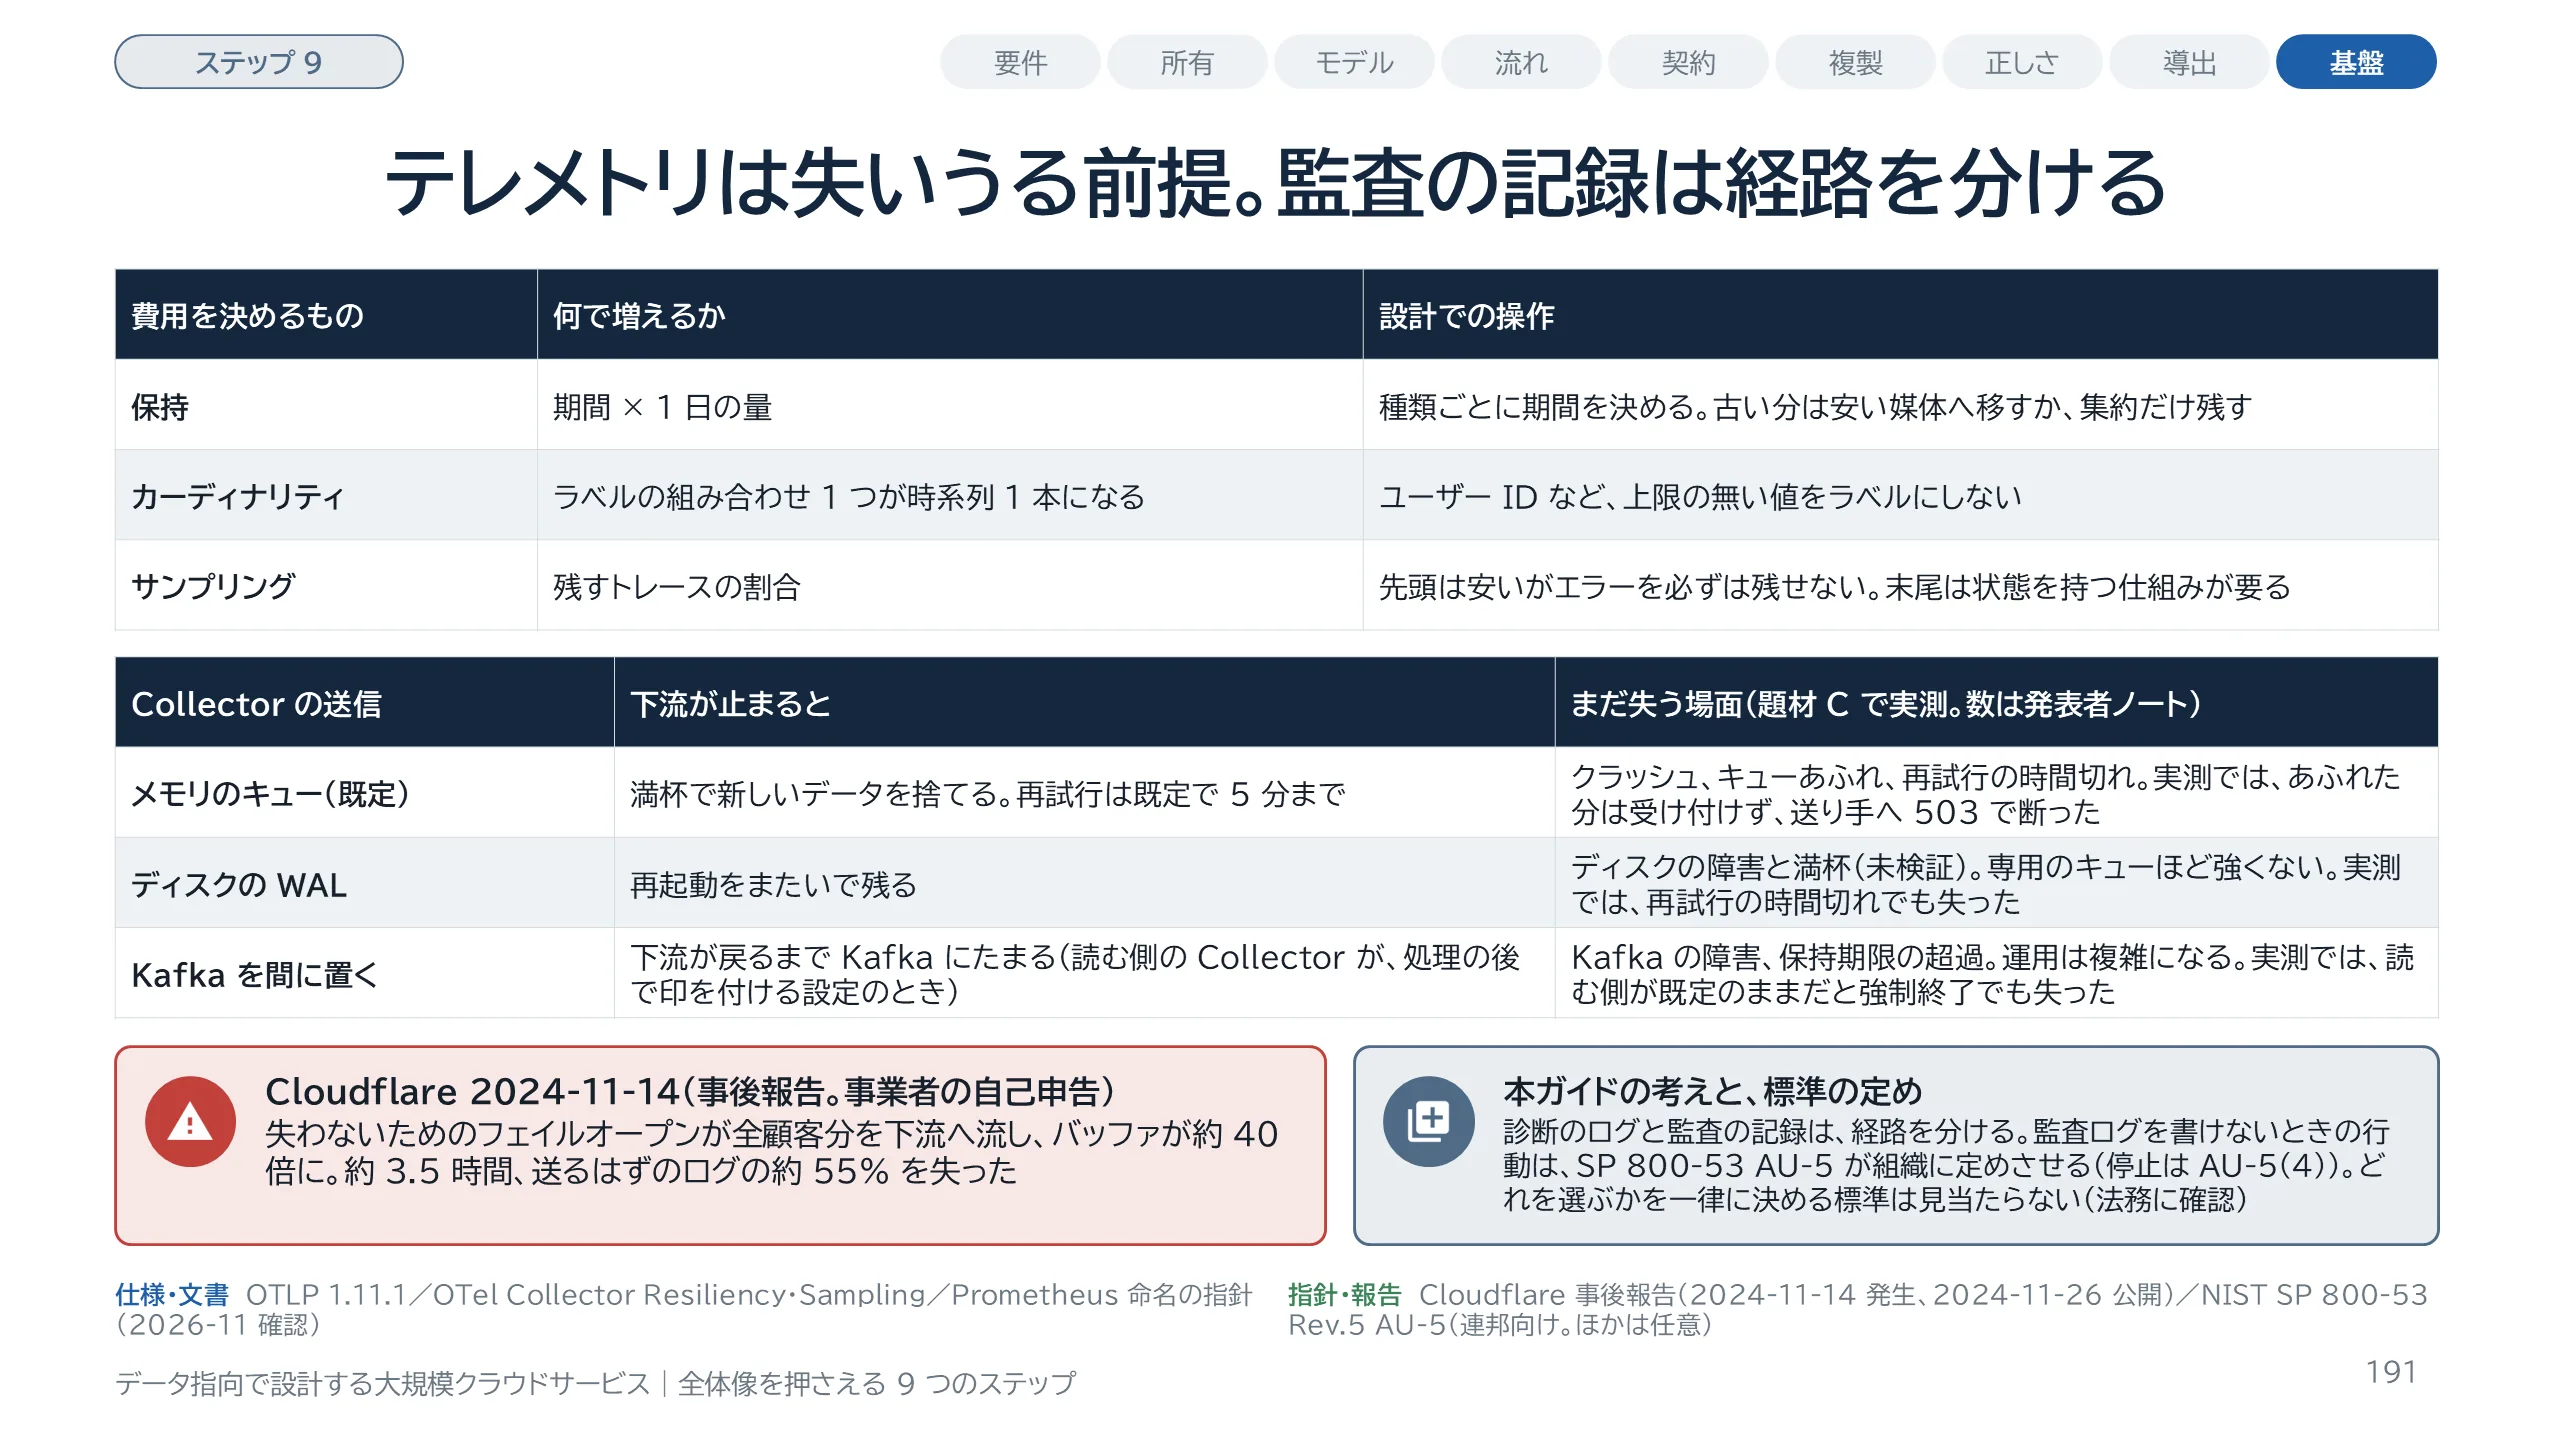 ステップ 9
要件
所有
モデル
流れ
契約
複製
正しさ
導出
基盤
テレメトリは失いうる前提。監査の記録は経路を分ける
費用を決めるもの
何で増えるか
設計での操作
保持
期間 × 1 日の量
種類ごとに期間を決める。古い分は安い媒体へ移すか、集約だけ残す
カーディナリティ
ラベルの組み合わせ 1 つが時系列 1 本になる
ユーザー ID など、上限の無い値をラベルにしない
サンプリング
残すトレースの割合
先頭は安いがエラーを必ずは残せない。末尾は状態を持つ仕組みが要る
Collector の送信
下流が止まると
まだ失う場面（題材 C で実測。数は発表者ノート）
メモリのキュー（既定）
満杯で新しいデータを捨てる。再試行は既定で 5 分まで
クラッシュ、キューあふれ、再試行の時間切れ。実測では、あふれた
分は受け付けず、送り手へ 503 で断った
ディスクの WAL
再起動をまたいで残る
ディスクの障害と満杯（未検証）。専用のキューほど強くない。実測
では、再試行の時間切れでも失った
Kafka を間に置く
下流が戻るまで Kafka にたまる（読む側の Collector が、処理の後
で印を付ける設定のとき）
Kafka の障害、保持期限の超過。運用は複雑になる。実測では、読
む側が既定のままだと強制終了でも失った
Cloudflare 2024-11-14（事後報告。事業者の自己申告）
失わないためのフェイルオープンが全顧客分を下流へ流し、バッファが約 40
倍に。約 3.5 時間、送るはずのログの約 55% を失った
本ガイドの考えと、標準の定め
診断のログと監査の記録は、経路を分ける。監査ログを書けないときの行
動は、SP 800-53 AU-5 が組織に定めさせる（停止は AU-5(4)）。ど
れを選ぶかを一律に決める標準は見当たらない（法務に確認）
仕様・文書 OTLP 1.11.1／OTel Collector Resiliency・Sampling／Prometheus 命名の指針
（2026-11 確認）
指針・報告 Cloudflare 事後報告（2024-11-14 発生、2024-11-26 公開）／NIST SP 800-53
Rev.5 AU-5（連邦向け。ほかは任意）
データ指向で設計する大規模クラウドサービス｜全体像を押さえる 9 つのステップ
191